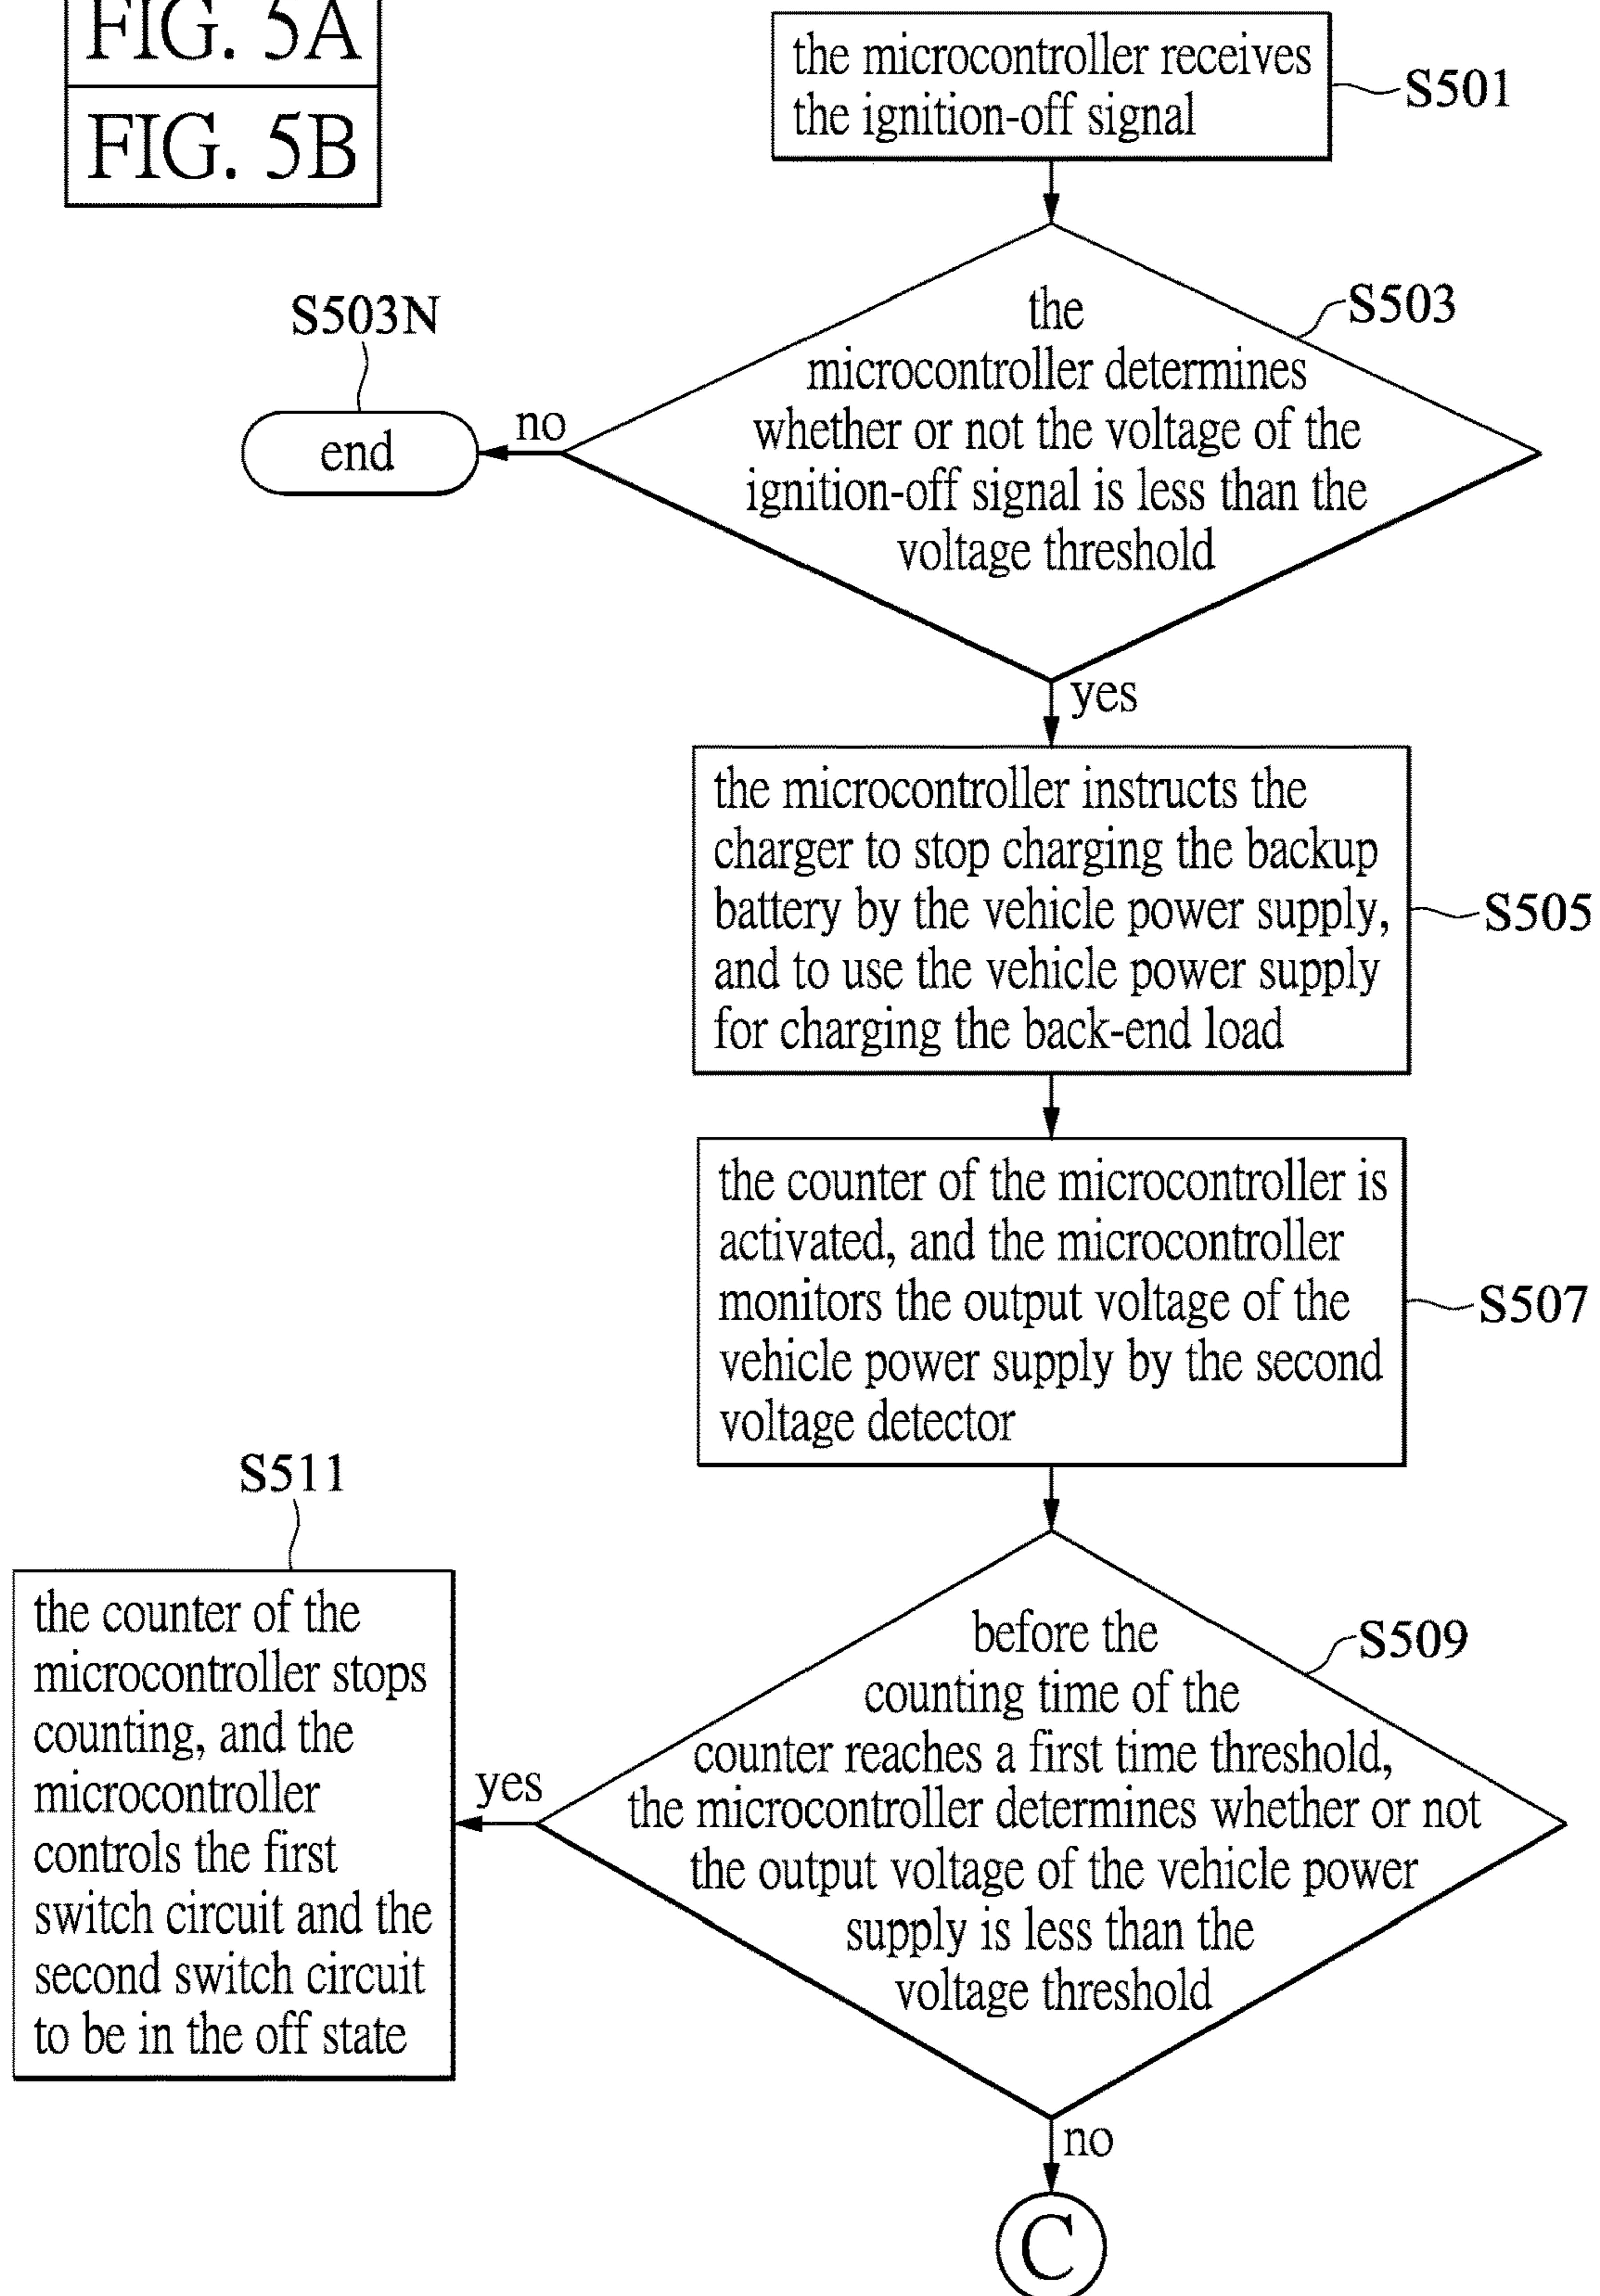 FIG. 5A
FIG. 5B
the microcontroller receives
the ignition-off signal
S501
S503N
end
no
the
microcontroller determines
whether or not the voltage of the
ignition-off signal is less than the
voltage threshold
S503
yes
the microcontroller instructs the
charger to stop charging the backup
battery by the vehicle power supply,
and to use the vehicle power supply
for charging the back-end load
S505
the counter of the microcontroller is
activated, and the microcontroller
monitors the output voltage of the
vehicle power supply by the second
voltage detector
S507
S511
the counter of the
microcontroller stops
counting, and the
microcontroller
controls the first
switch circuit and the
second switch circuit
to be in the off state
yes
before the
counting time of the
counter reaches a first time threshold,
the microcontroller determines whether or not
the output voltage of the vehicle power
supply is less than the
voltage threshold
S509
no
C